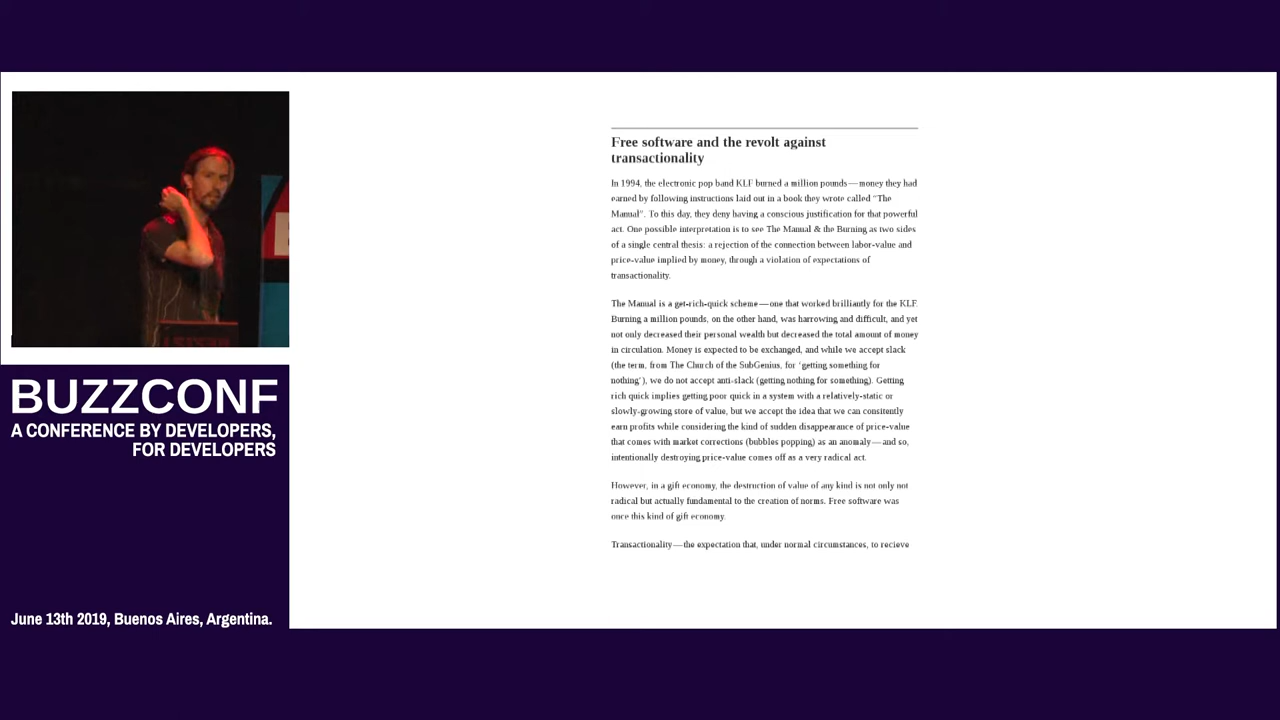 Free software and the revolt against
transactionality
In 1994, the electronic pop band KLF burned a million pounds—money they had
earned by following instructions laid out in a book they wrote called “The
Manual”. To this day, they deny having a conscious justification for that powerful
act. One possible interpretation is to see The Manual & the Burning as two sides
of a single central thesis: a rejection of the connection between labor-value and
price-value implied by money, through a violation of expectations of
transactionality.
The Manual is a get-rich-quick scheme—one that worked brilliantly for the KLF.
Burning a million pounds, on the other hand, was harrowing and difficult, and yet
not only decreased their personal wealth but decreased the total amount of money
in circulation. Money is expected to be exchanged, and while we accept slack
(the term, from The Church of the SubGenius, for ‘getting something for
nothing’), we do not accept anti-slack (getting nothing for something). Getting
rich quick implies getting poor quick in a system with a relatively-static or
slowly-growing store of value, but we accept the idea that we can consitently
earn profits while considering the kind of sudden disappearance of price-value
that comes with market corrections (bubbles popping) as an anomaly—and so,
intentionally destroying price-value comes off as a very radical act.
However, in a gift economy, the destruction of value of any kind is not only not
radical but actually fundamental to the creation of norms. Free software was
once this kind of gift economy.
Transactionality—the expectation that, under normal circumstances, to recieve
BUZZCONF
A CONFERENCE BY DEVELOPERS,
FOR DEVELOPERS
June 13th 2019, Buenos Aires, Argentina.